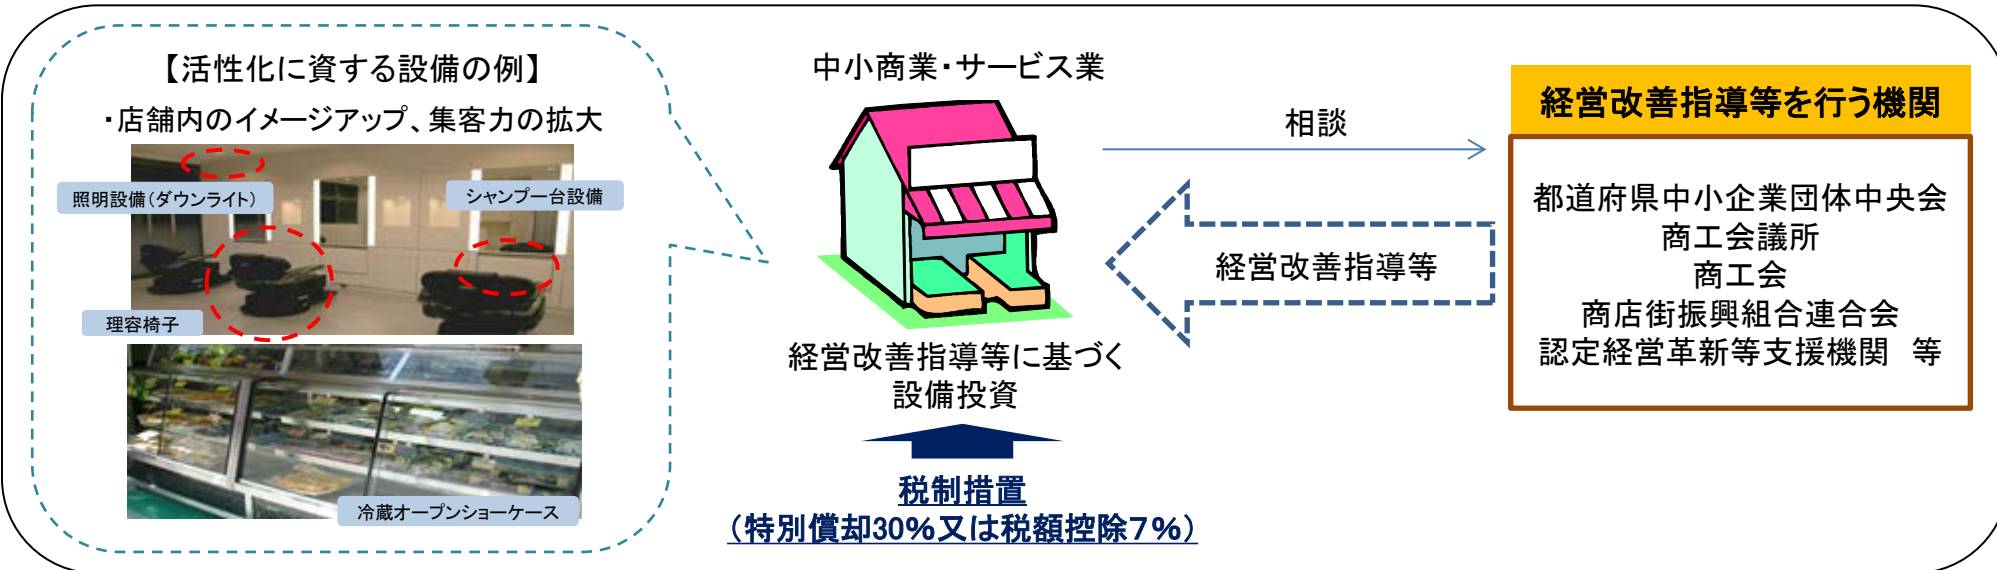 【活性化に資する設備の例】
・店舗内のイメージアップ、集客力の拡大
照明設備(ダウンライト)
シャンプー台設備
理容椅子
冷蔵オープンショーケース
中小商業・サービス業
経営改善指導等に基づく
設備投資
税制措置
(特別償却30%又は税額控除7%)
相談
経営改善指導等
経営改善指導等を行う機関
都道府県中小企業団体中央会
商工会議所
商工会
商店街振興組合連合会
認定経営革新等支援機関 等